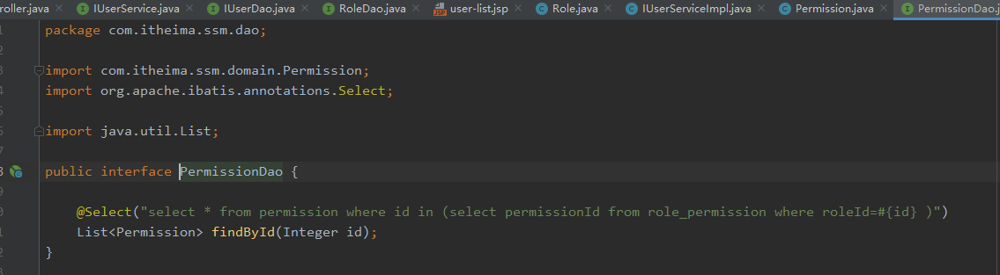 roller.java IUserService.java IUserDao.java RoleDao.java user-list.jsp Role.java IUserServiceImpl.java Permission.java PermissionDao.j
package com.itheima.ssm.dao;
import com.itheima.ssm.domain.Permission;
import org.apache.ibatis.annotations.Select;
import java.util.List;
public interface PermissionDao {
@Select("select * from permission where id in (select permissionId from role_permission where roleId=#{id} )")
List<Permission> findById(Integer id);
}